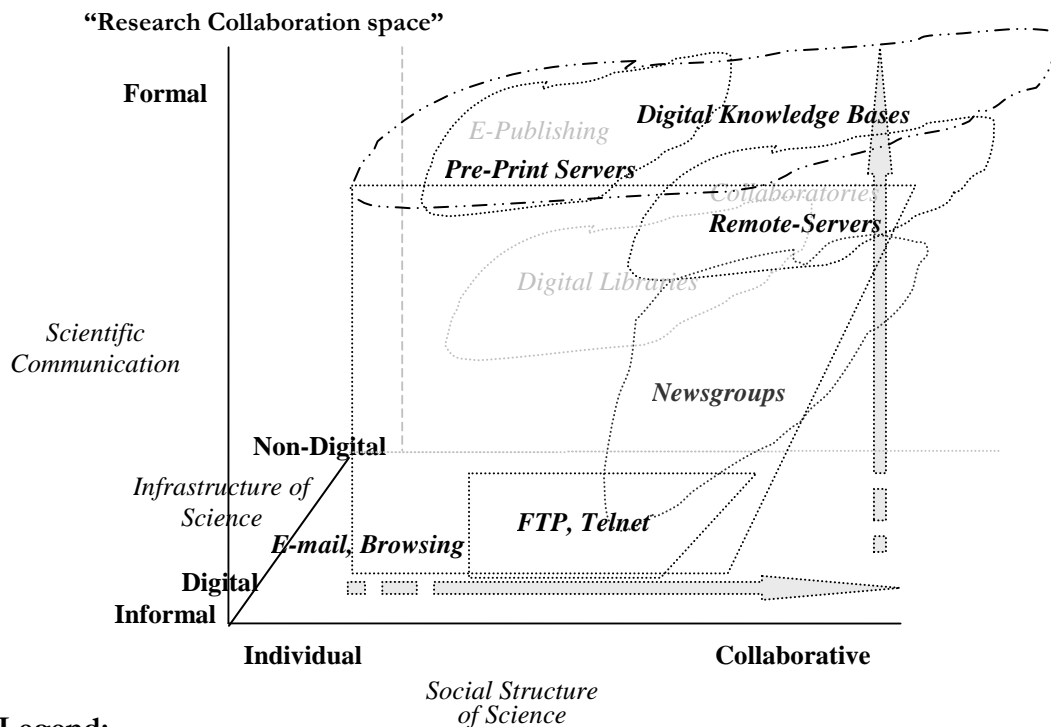 “Research Collaboration space”
Formal
Digital Knowledge Bases
E-Publishing
Pre-Print Servers
Collaboratories
Remote-Servers
Digital Libraries
Scientific
Communication
Newsgroups
Non-Digital
Infrastructure of
Science
FTP, Telnet
E-mail, Browsing
Digital
Informal
Individual
Collaborative
Social Structure
of Science
Legend: